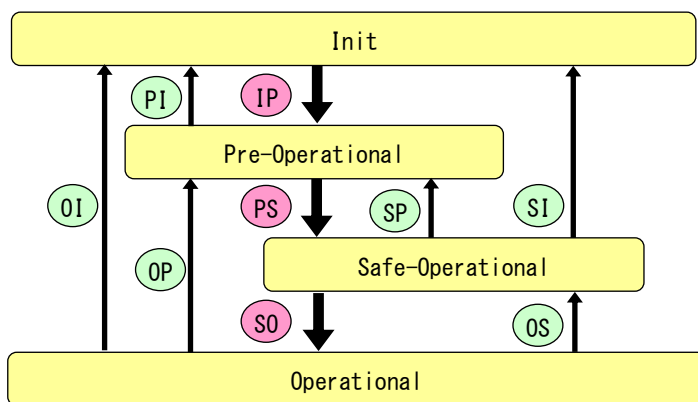 Init
PI
IP
Pre-Operational
OI
PS
SP
SI
OP
Safe-Operational
SO
OS
Operational